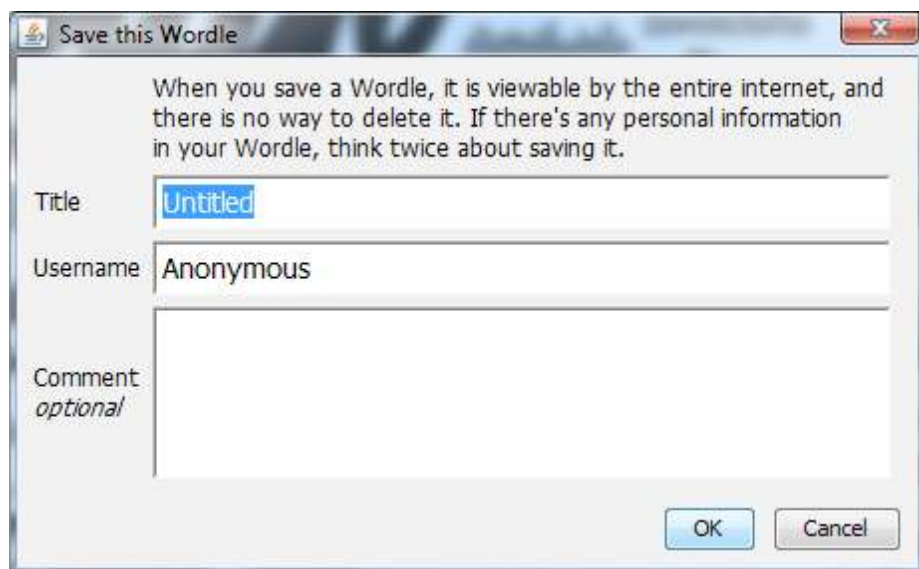 Save this Wordle
When you save a Wordle, it is viewable by the entire internet, and
there is no way to delete it. If there's any personal information
in your Wordle, think twice about saving it.
Title
Untitled
Username
Anonymous
Comment
optional
OK
Cancel